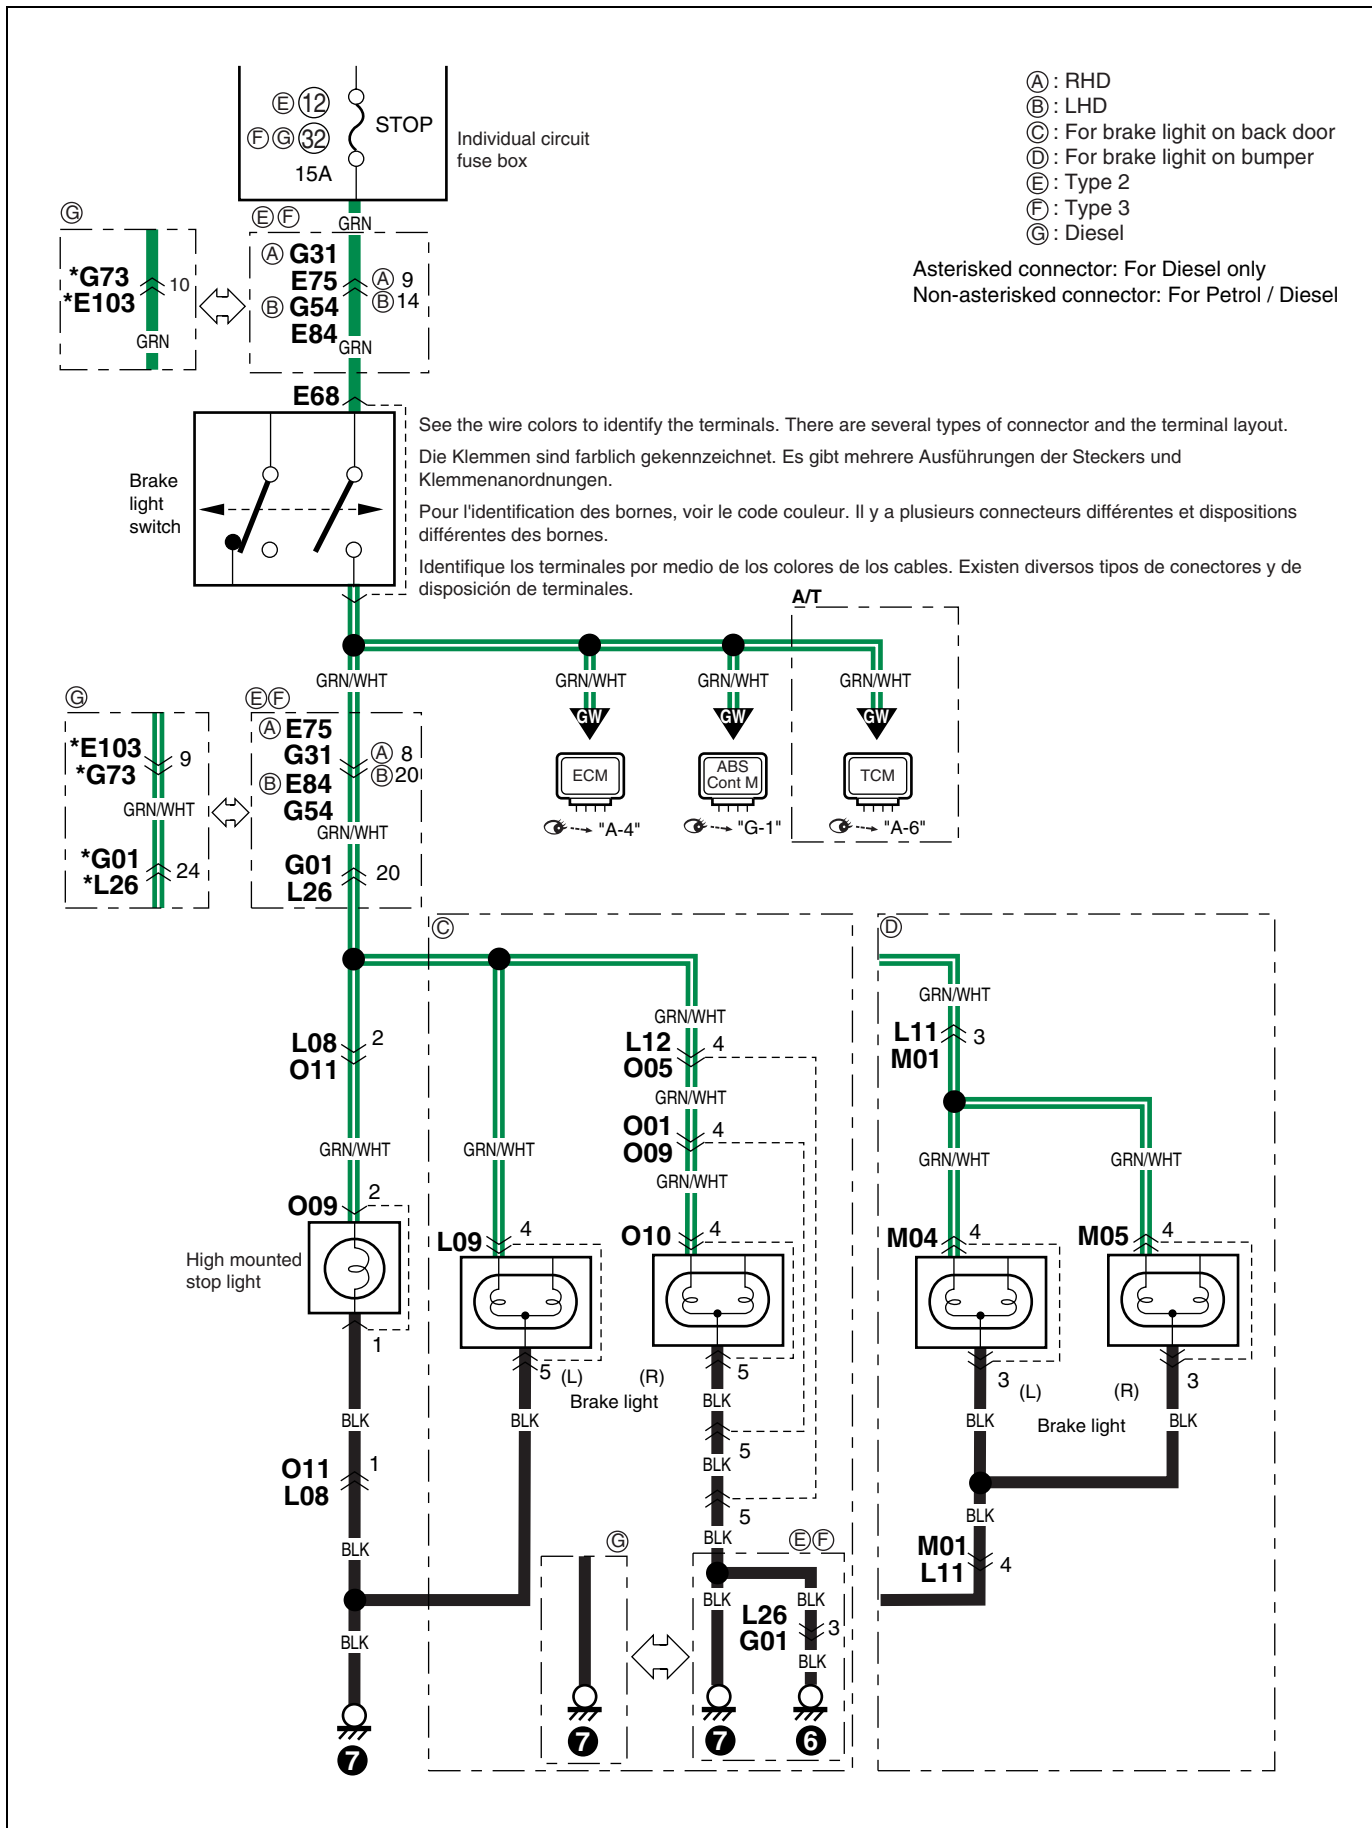 Ⓔ⑫
ⒻⒼ㉜
STOP
15A
Individual circuit
fuse box
Ⓐ: RHD
Ⓑ: LHD
Ⓒ: For brake lighit on back door
Ⓓ: For brake lighit on bumper
Ⓔ: Type 2
Ⓕ: Type 3
Ⓖ: Diesel
Asterisked connector: For Diesel only
Non-asterisked connector: For Petrol / Diesel
Ⓖ
*G73
*E103
10
GRN
ⒺⒻ
GRN
Ⓐ G31
E75
Ⓑ G54
E84
Ⓐ 9
Ⓑ14
GRN
E68
Brake
light
switch
See the wire colors to identify the terminals. There are several types of connector and the terminal layout.
Die Klemmen sind farblich gekennzeichnet. Es gibt mehrere Ausführungen der Steckers und
Klemmenanordnungen.
Pour l'identification des bornes, voir le code couleur. Il y a plusieurs connecteurs différentes et dispositions
différentes des bornes.
Identifique los terminales por medio de los colores de los cables. Existen diversos tipos de conectores y de
disposición de terminales.
A/T
GRN/WHT
GRN/WHT
GRN/WHT
GRN/WHT
GW
GW
GW
ECM
ABS
Cont M
TCM
"A-4"
"G-1"
"A-6"
Ⓖ
*E103
*G73
9
GRN/WHT
*G01
*L26
24
ⒺⒻ
Ⓐ E75
G31
Ⓑ E84
G54
Ⓐ 8
Ⓑ20
GRN/WHT
G01
L26
20
Ⓒ
L08
O11
2
GRN/WHT
O09
2
High mounted
stop light
1
BLK
O11
L08
1
BLK
BLK
7
GRN/WHT
L09
4
5
(L)
BLK
GRN/WHT
L12
O05
4
GRN/WHT
O01
O09
4
GRN/WHT
O10
4
(R)
5
Brake light
BLK
5
BLK
5
BLK
Ⓖ
7
ⒺⒻ
BLK
BLK
L26
G01
3
BLK
7
6
Ⓓ
GRN/WHT
L11
M01
3
GRN/WHT
GRN/WHT
M04
4
M05
4
3
(L)
(R)
3
Brake light
BLK
BLK
BLK
M01
L11
4